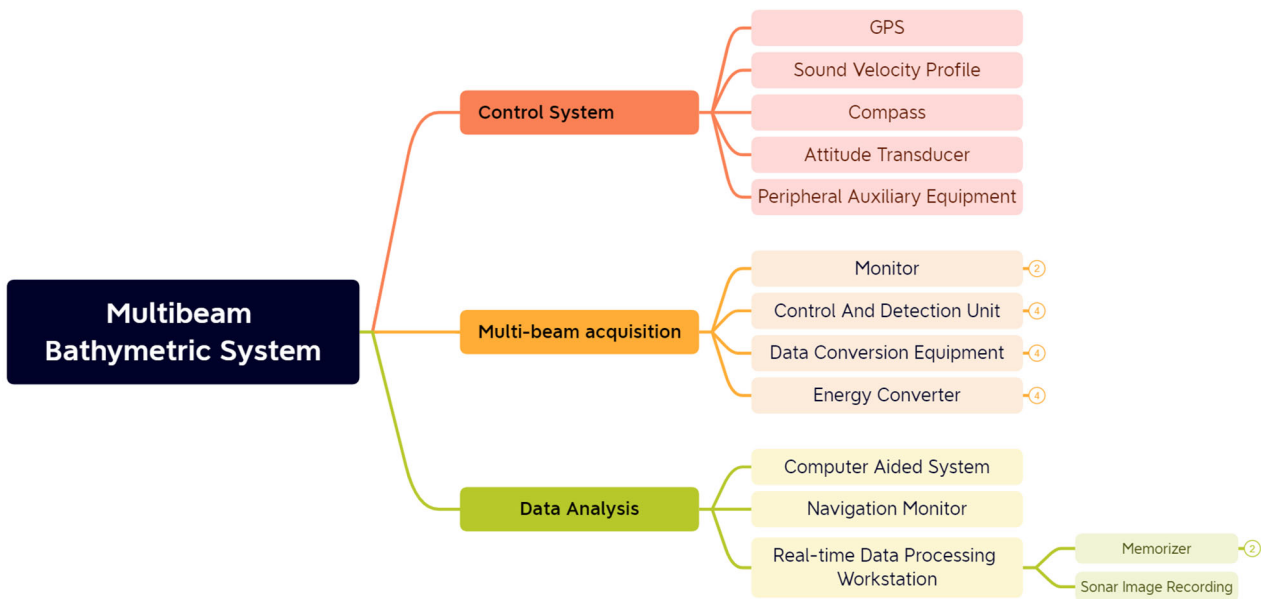 Multibeam
Bathymetric System
Control System
GPS
Sound Velocity Profile
Compass
Attitude Transducer
Peripheral Auxiliary Equipment
Multi-beam acquisition
Monitor
2
Control And Detection Unit
4
Data Conversion Equipment
4
Energy Converter
4
Data Analysis
Computer Aided System
Navigation Monitor
Real-time Data Processing
Workstation
Memorizer
2
Sonar Image Recording